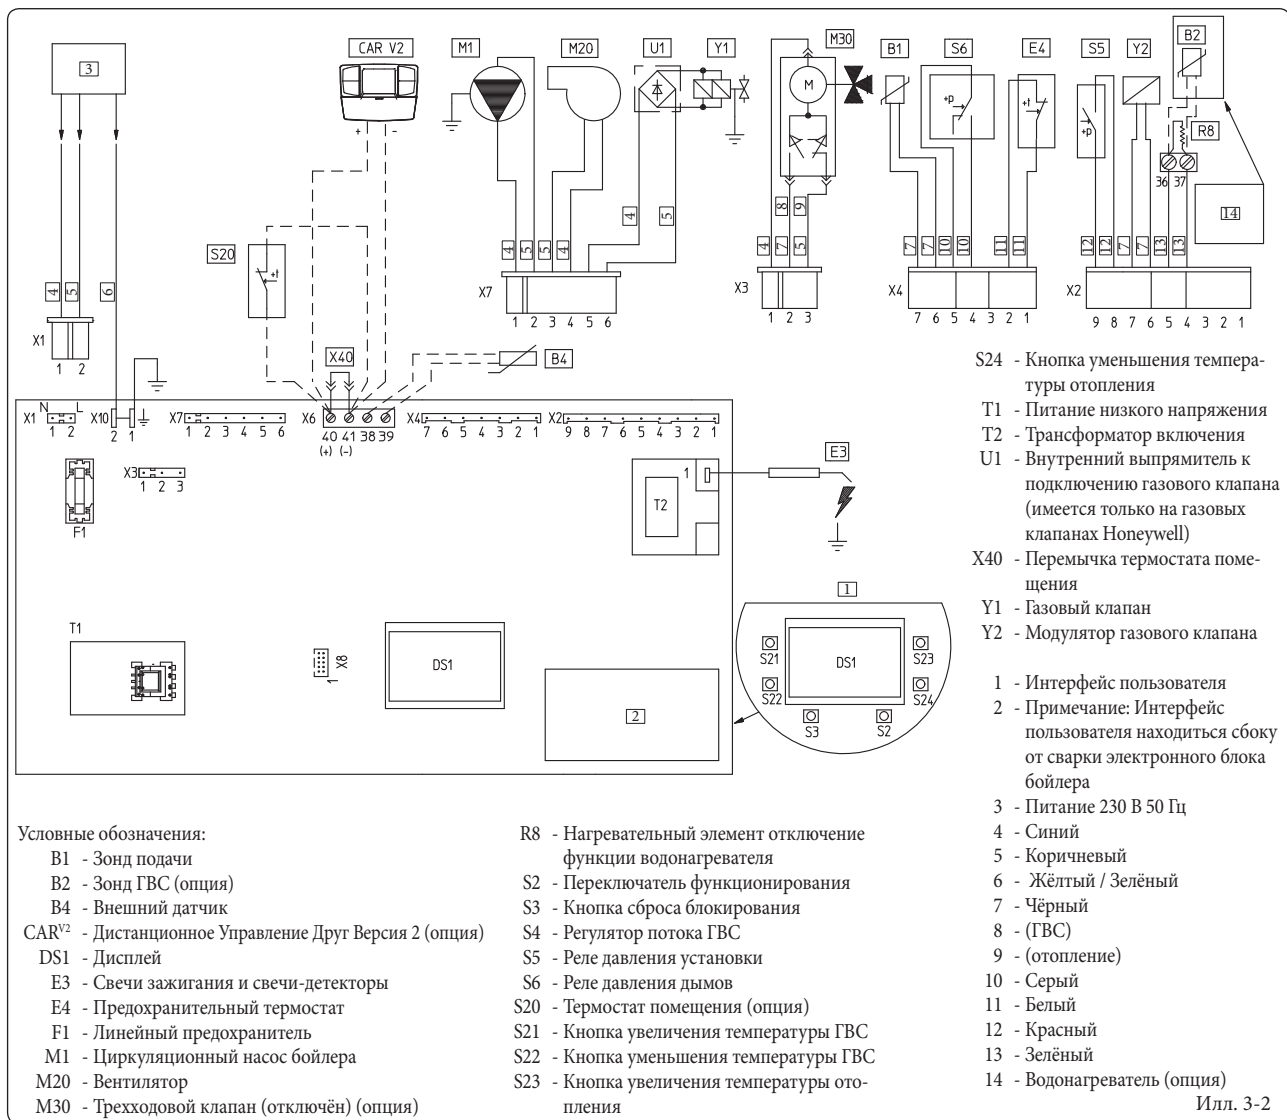 3
CAR V2
M1
M20
U1
Y1
M30
B1
S6
E4
S5
Y2
B2
M
+p
+t
+p
R8
+ -
36 37
14
S20
+t
4 5 6
4 5 5 4 4 5
8 9
4 7 5
7 7 10 10 11 11
12 12 7 7 13 13
X1
1 2
X7
1 2 3 4 5 6
X3
1 2 3
X4
7 6 5 4 3 2 1
X2
9 8 7 6 5 4 3 2 1
X40
B4
X1 N L
1 2
X10
2 1
X7
1 2 3 4 5 6
X6
40 41 38 39
(+) (-)
X4
7 6 5 4 3 2 1
X2
9 8 7 6 5 4 3 2 1
F1
X3
1 2 3
T2
1
E3
T1
X8
1
DS1
2
1
DS1
S21
S22
S23
S24
S3
S2
S24 - Кнопка уменьшения темпера-
туры отопления
T1 - Питание низкого напряжения
T2 - Трансформатор включения
U1 - Внутренний выпрямитель к
подключению газового клапана
(имеется только на газовых
клапанах Honeywell)
X40 - Перемычка термостата поме-
щения
Y1 - Газовый клапан
Y2 - Модулятор газового клапана
1 - Интерфейс пользователя
2 - Примечание: Интерфейс
пользователя находиться сбоку
от сварки электронного блока
бойлера
3 - Питание 230 В 50 Гц
4 - Синий
5 - Коричневый
6 - Жёлтый / Зелёный
7 - Чёрный
8 - (ГВС)
9 - (отопление)
10 - Серый
11 - Белый
12 - Красный
13 - Зелёный
14 - Водонагреватель (опция)
Условные обозначения:
B1 - Зонд подачи
B2 - Зонд ГВС (опция)
B4 - Внешний датчик
CAR V2 - Дистанционное Управление Друг Версия 2 (опция)
DS1 - Дисплей
E3 - Свечи зажигания и свечи-детекторы
E4 - Предохранительный термостат
F1 - Линейный предохранитель
M1 - Циркуляционный насос бойлера
M20 - Вентилятор
M30 - Трехходовой клапан (отключён) (опция)
R8 - Нагревательный элемент отключение
функции водонагревателя
S2 - Переключатель функционирования
S3 - Кнопка сброса блокирования
S4 - Регулятор потока ГВС
S5 - Реле давления установки
S6 - Реле давления дымов
S20 - Термостат помещения (опция)
S21 - Кнопка увеличения температуры ГВС
S22 - Кнопка уменьшения температуры ГВС
S23 - Кнопка увеличения температуры ото-
пления
Илл. 3-2